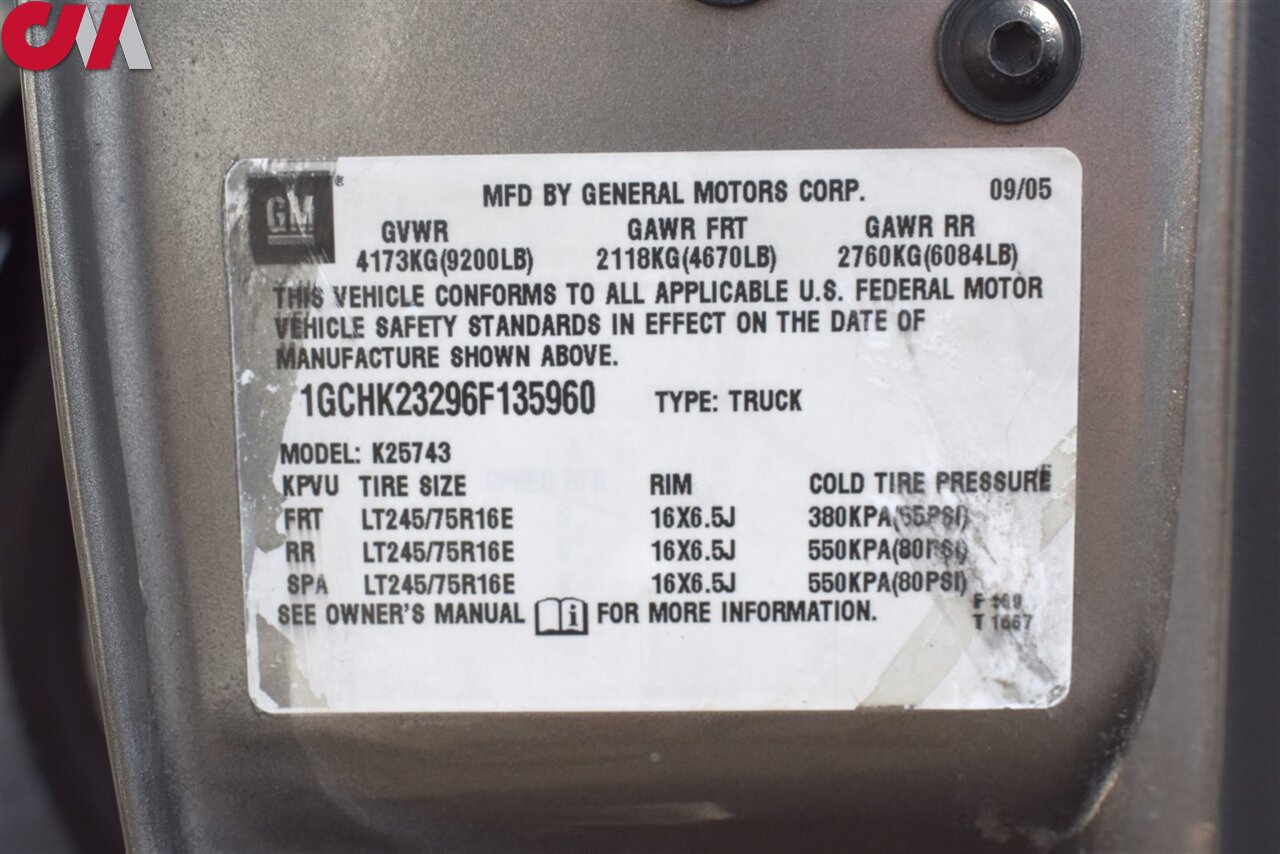 CMA
GM ®
MFD BY GENERAL MOTORS CORP. 09/05
GVWR GAWR FRT GAWR RR
4173KG(9200LB) 2118KG(4670LB) 2760KG(6084LB)
THIS VEHICLE CONFORMS TO ALL APPLICABLE U.S. FEDERAL MOTOR
VEHICLE SAFETY STANDARDS IN EFFECT ON THE DATE OF
MANUFACTURE SHOWN ABOVE.
1GCHK23296F135960 TYPE: TRUCK
MODEL: K25743
KPVU TIRE SIZE RIM COLD TIRE PRESSURE
FRT LT245/75R16E 16X6.5J 380KPA(55PSI)
RR LT245/75R16E 16X6.5J 550KPA(80PSI)
SPA LT245/75R16E 16X6.5J 550KPA(80PSI)
SEE OWNER'S MANUAL i FOR MORE INFORMATION.
F
T